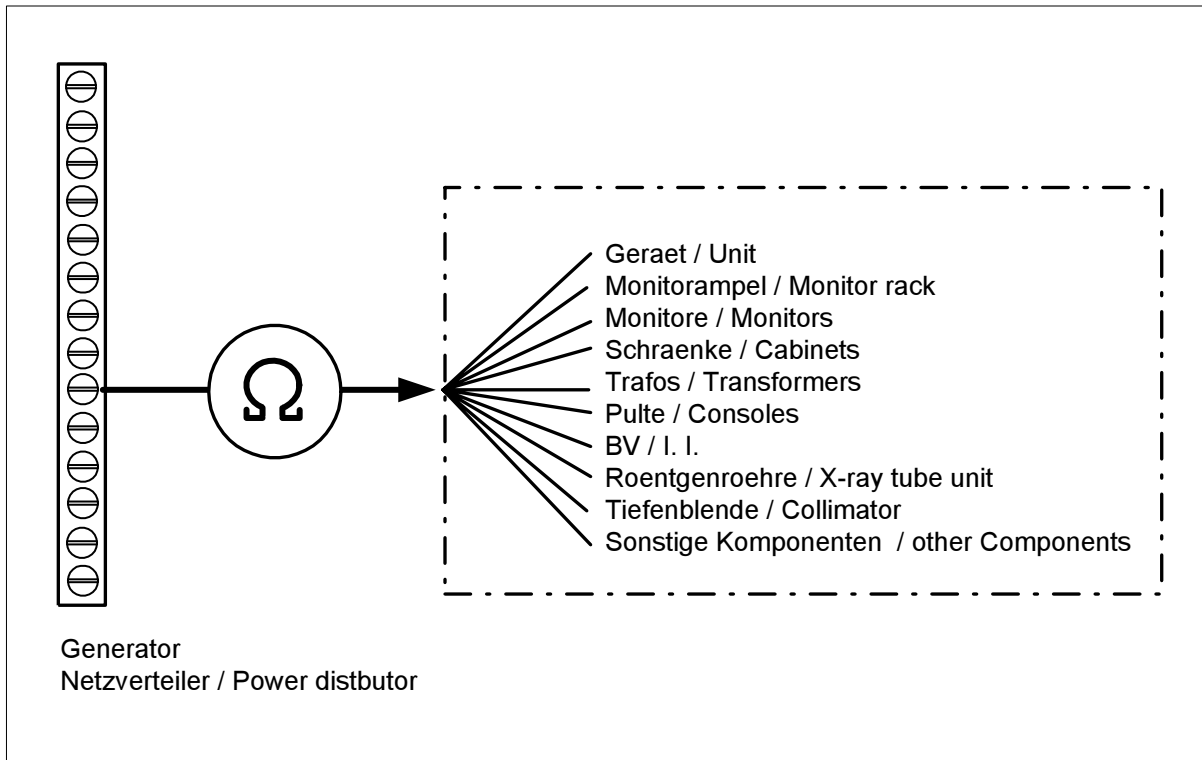 Ω
Geraet / Unit
Monitorampel / Monitor rack
Monitore / Monitors
Schraenke / Cabinets
Trafos / Transformers
Pulte / Consoles
BV / I. I.
Roentgenroehre / X-ray tube unit
Tiefenblende / Collimator
Sonstige Komponenten / other Components
Generator
Netzverteiler / Power distbutor